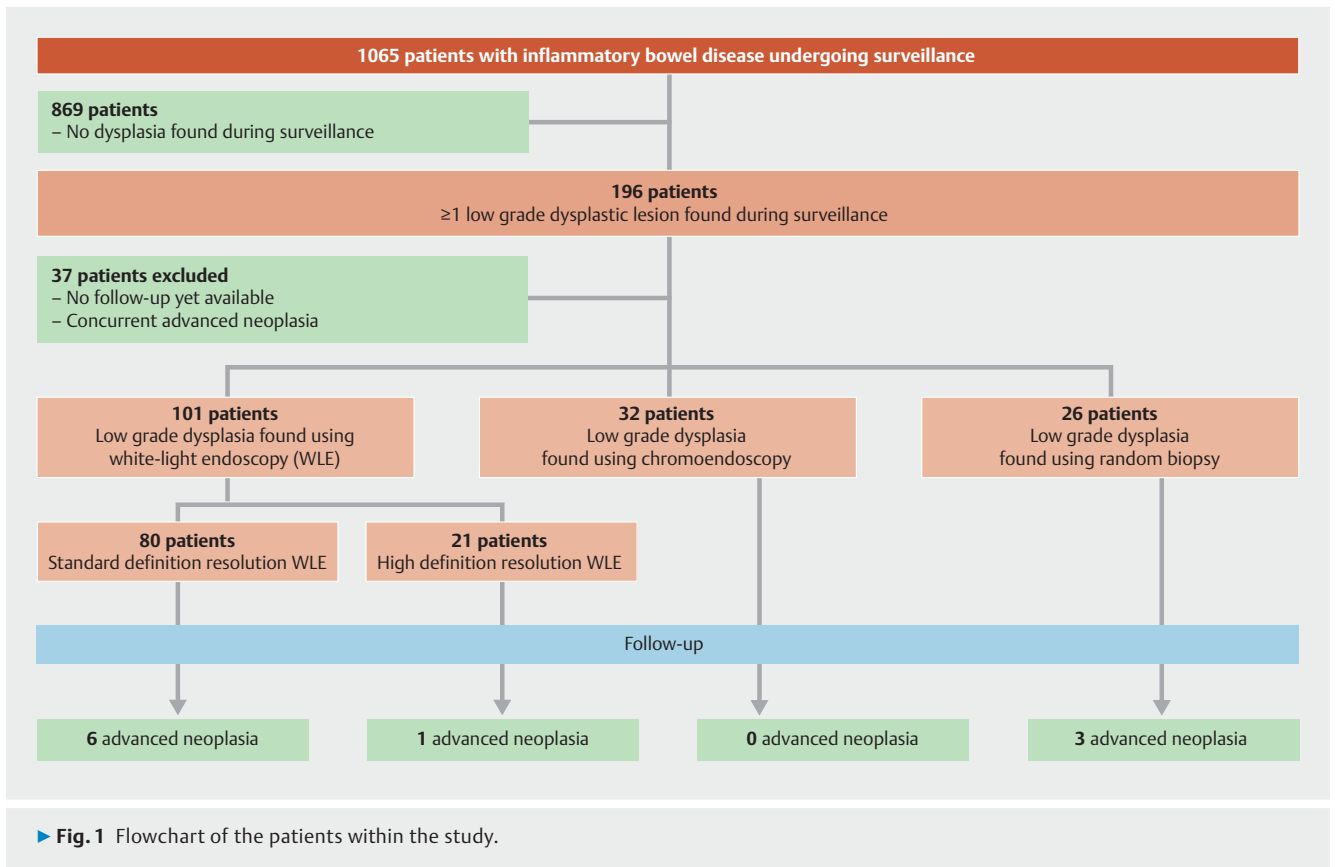 1065 patients with inflammatory bowel disease undergoing surveillance
869 patients
– No dysplasia found during surveillance
196 patients
≥1 low grade dysplastic lesion found during surveillance
37 patients excluded
– No follow-up yet available
– Concurrent advanced neoplasia
101 patients
Low grade dysplasia found using
white-light endoscopy (WLE)
32 patients
Low grade dysplasia
found using chromoendoscopy
26 patients
Low grade dysplasia
found using random biopsy
80 patients
Standard definition resolution WLE
21 patients
High definition resolution WLE
Follow-up
6 advanced neoplasia
1 advanced neoplasia
0 advanced neoplasia
3 advanced neoplasia
▶ Fig. 1 Flowchart of the patients within the study.